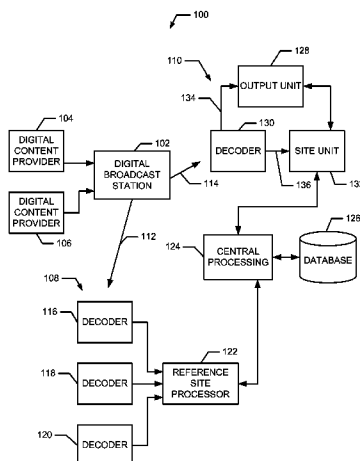 100
110
128
OUTPUT UNIT
134
104
DIGITAL CONTENT
PROVIDER
102
DIGITAL
BROADCAST
STATION
130
DECODER
SITE UNIT
114
136
132
106
DIGITAL CONTENT
PROVIDER
126
112
124
CENTRAL
PROCESSING
DATABASE
108
116
DECODER
122
118
DECODER
REFERENCE
SITE
PROCESSOR
120
DECODER